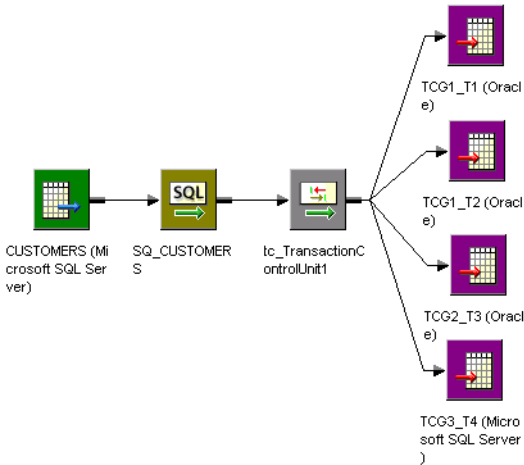 TCG1_T1 (Oracl
e)
TCG1_T2 (Oracl
e)
SQL
CUSTOMERS (Mi
crosoft SQL Ser
ver)
SQ_CUSTOMER
S
tc_TransactionC
ontrolUnit1
TCG2_T3 (Oracl
e)
TCG3_T4 (Micro
soft SQL Server
)